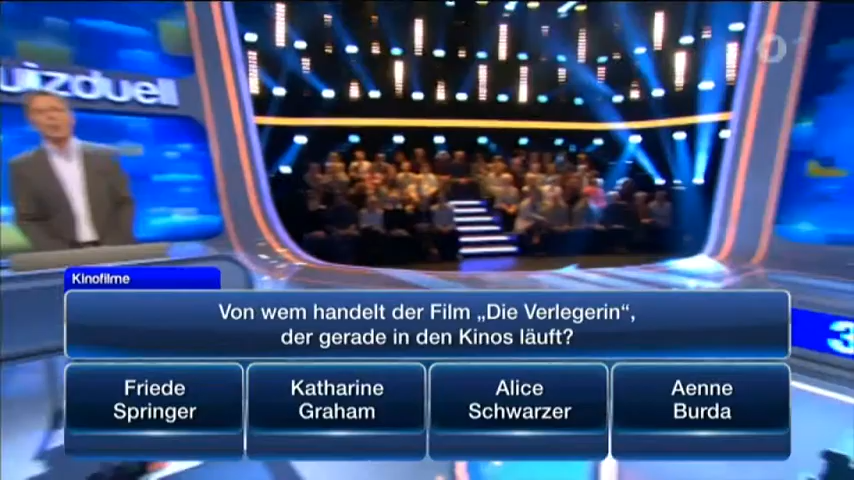 uizduell
Kinofilme
Von wem handelt der Film „Die Verlegerin“,
der gerade in den Kinos läuft?
Friede
Springer
Katharine
Graham
Alice
Schwarzer
Aenne
Burda
3